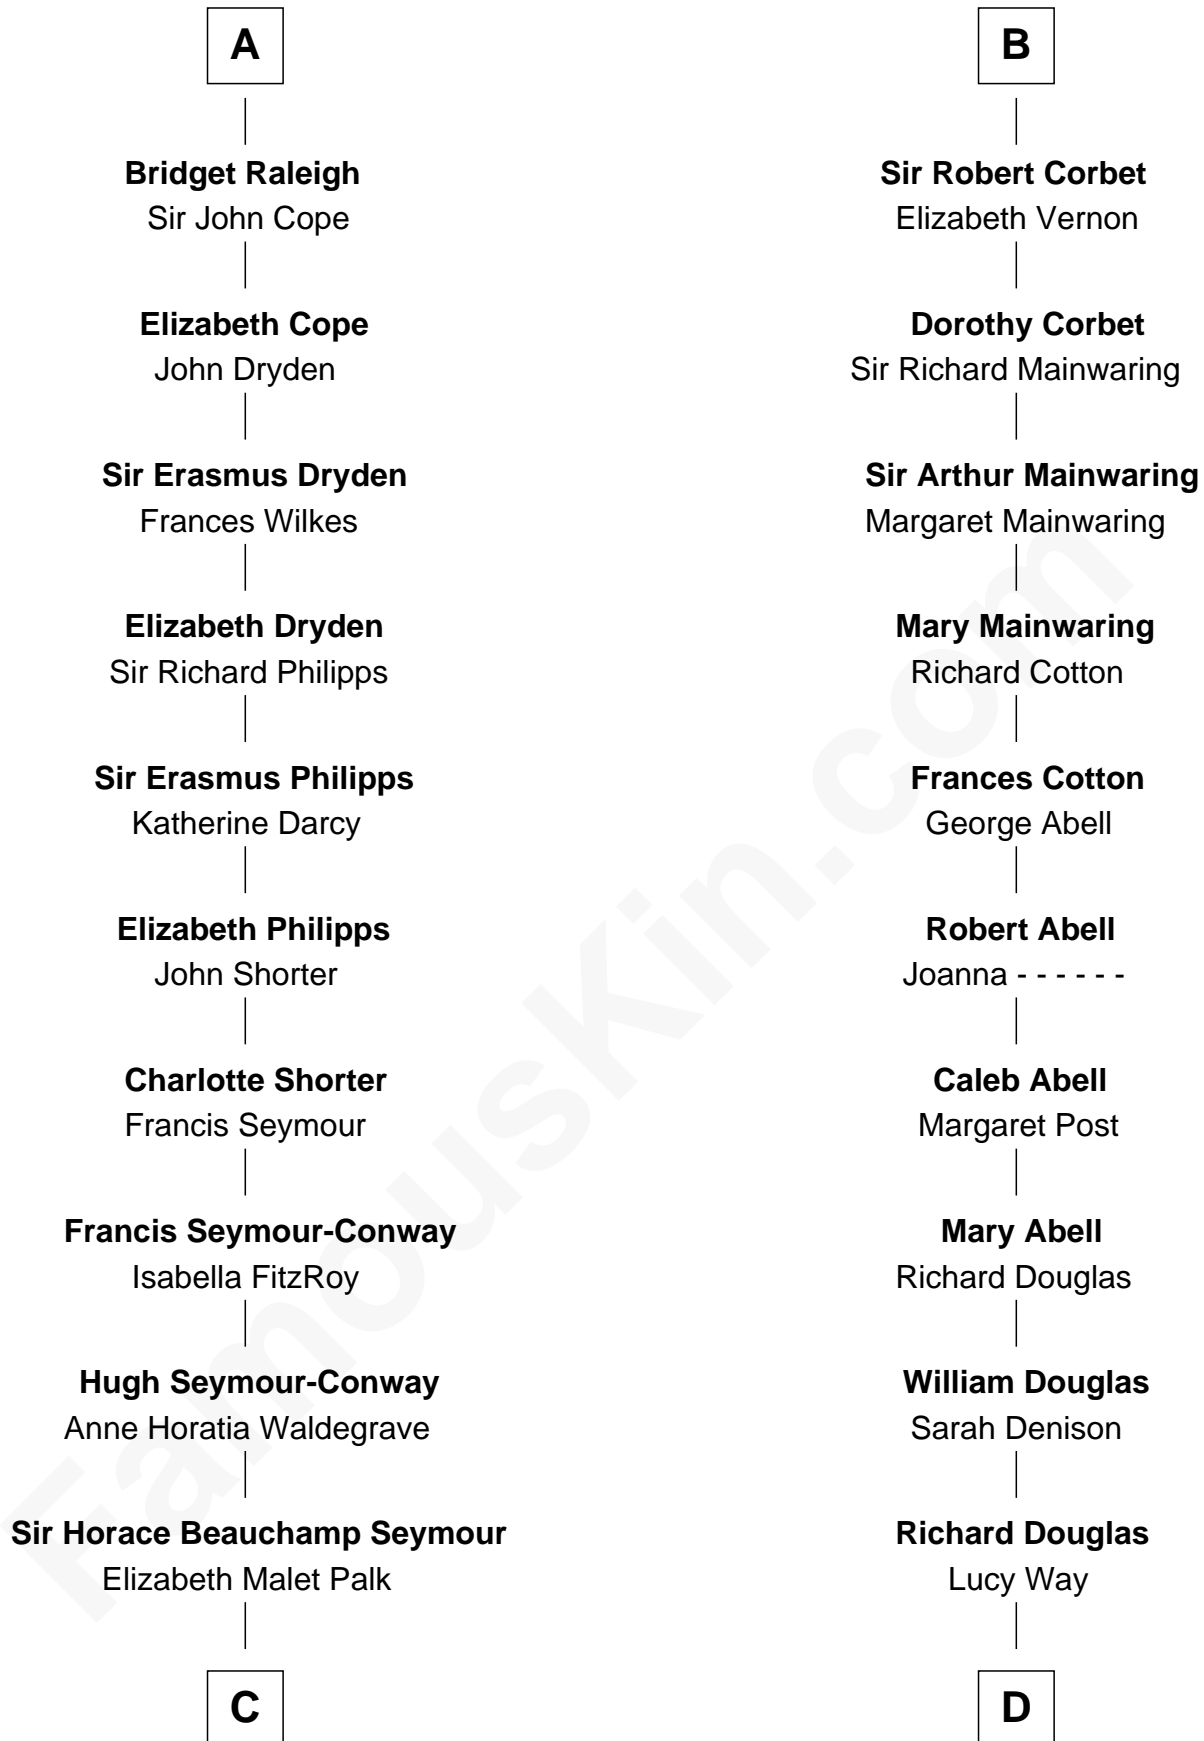 A
Bridget Raleigh
Sir John Cope
Elizabeth Cope
John Dryden
Sir Erasmus Dryden
Frances Wilkes
Elizabeth Dryden
Sir Richard Philipps
Sir Erasmus Philipps
Katherine Darcy
Elizabeth Philipps
John Shorter
Charlotte Shorter
Francis Seymour
Francis Seymour-Conway
Isabella FitzRoy
Hugh Seymour-Conway
Anne Horatia Waldegrave
Sir Horace Beauchamp Seymour
Elizabeth Malet Palk
C
B
Sir Robert Corbet
Elizabeth Vernon
Dorothy Corbet
Sir Richard Mainwaring
Sir Arthur Mainwaring
Margaret Mainwaring
Mary Mainwaring
Richard Cotton
Frances Cotton
George Abell
Robert Abell
Joanna - - - - - -
Caleb Abell
Margaret Post
Mary Abell
Richard Douglas
William Douglas
Sarah Denison
Richard Douglas
Lucy Way
D
FamousKin.com